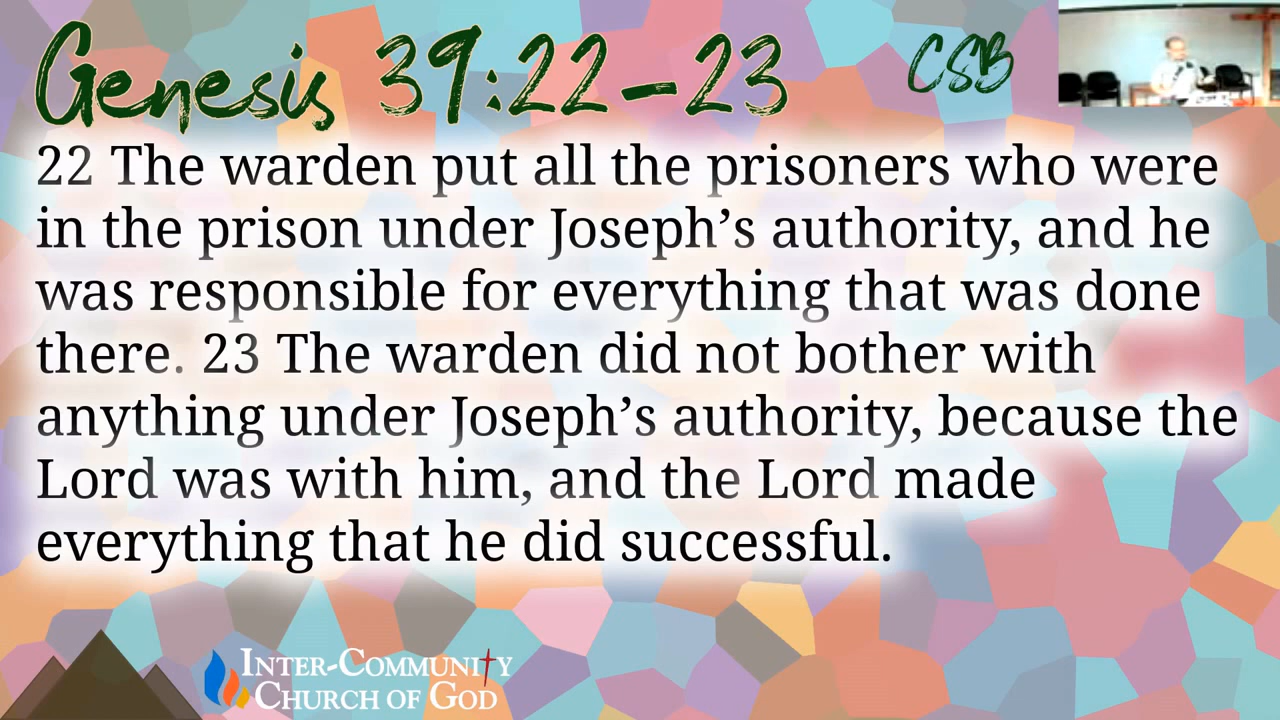 Genesis 39:22-23 CSB
22 The warden put all the prisoners who were
in the prison under Joseph’s authority, and he
was responsible for everything that was done
there. 23 The warden did not bother with
anything under Joseph’s authority, because the
Lord was with him, and the Lord made
everything that he did successful.
INTER-COMMUNITY
CHURCH OF GOD